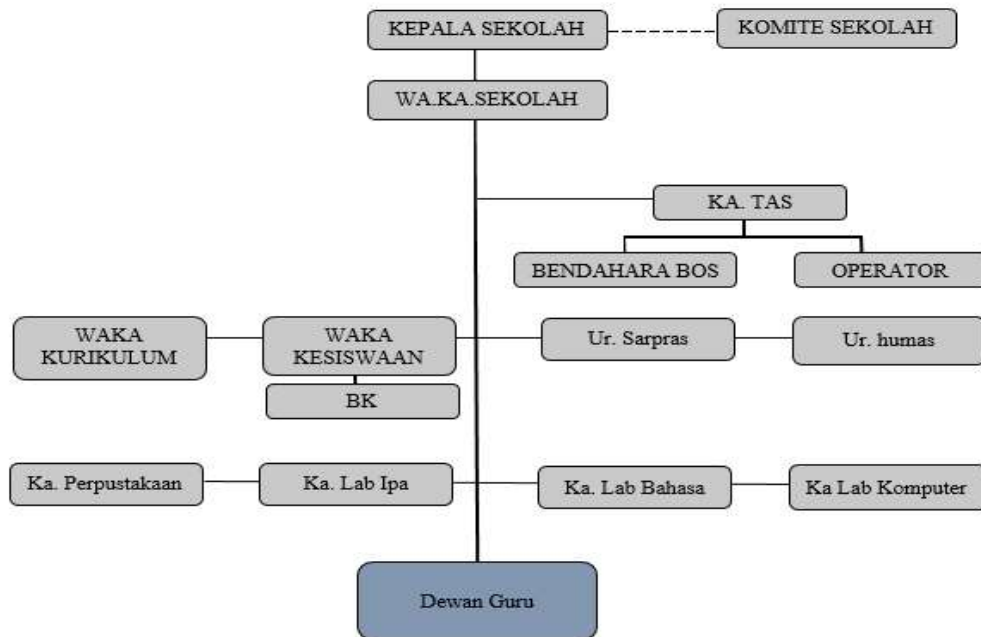 KEPALA SEKOLAH
KOMITE SEKOLAH
WA.KA.SEKOLAH
KA. TAS
BENDAHARA BOS
OPERATOR
WAKA
KURIKULUM
WAKA
KESISWAAN
Ur. Sarpras
Ur. humas
BK
Ka. Perpustakaan
Ka. Lab Ipa
Ka. Lab Bahasa
Ka Lab Komputer
Dewan Guru